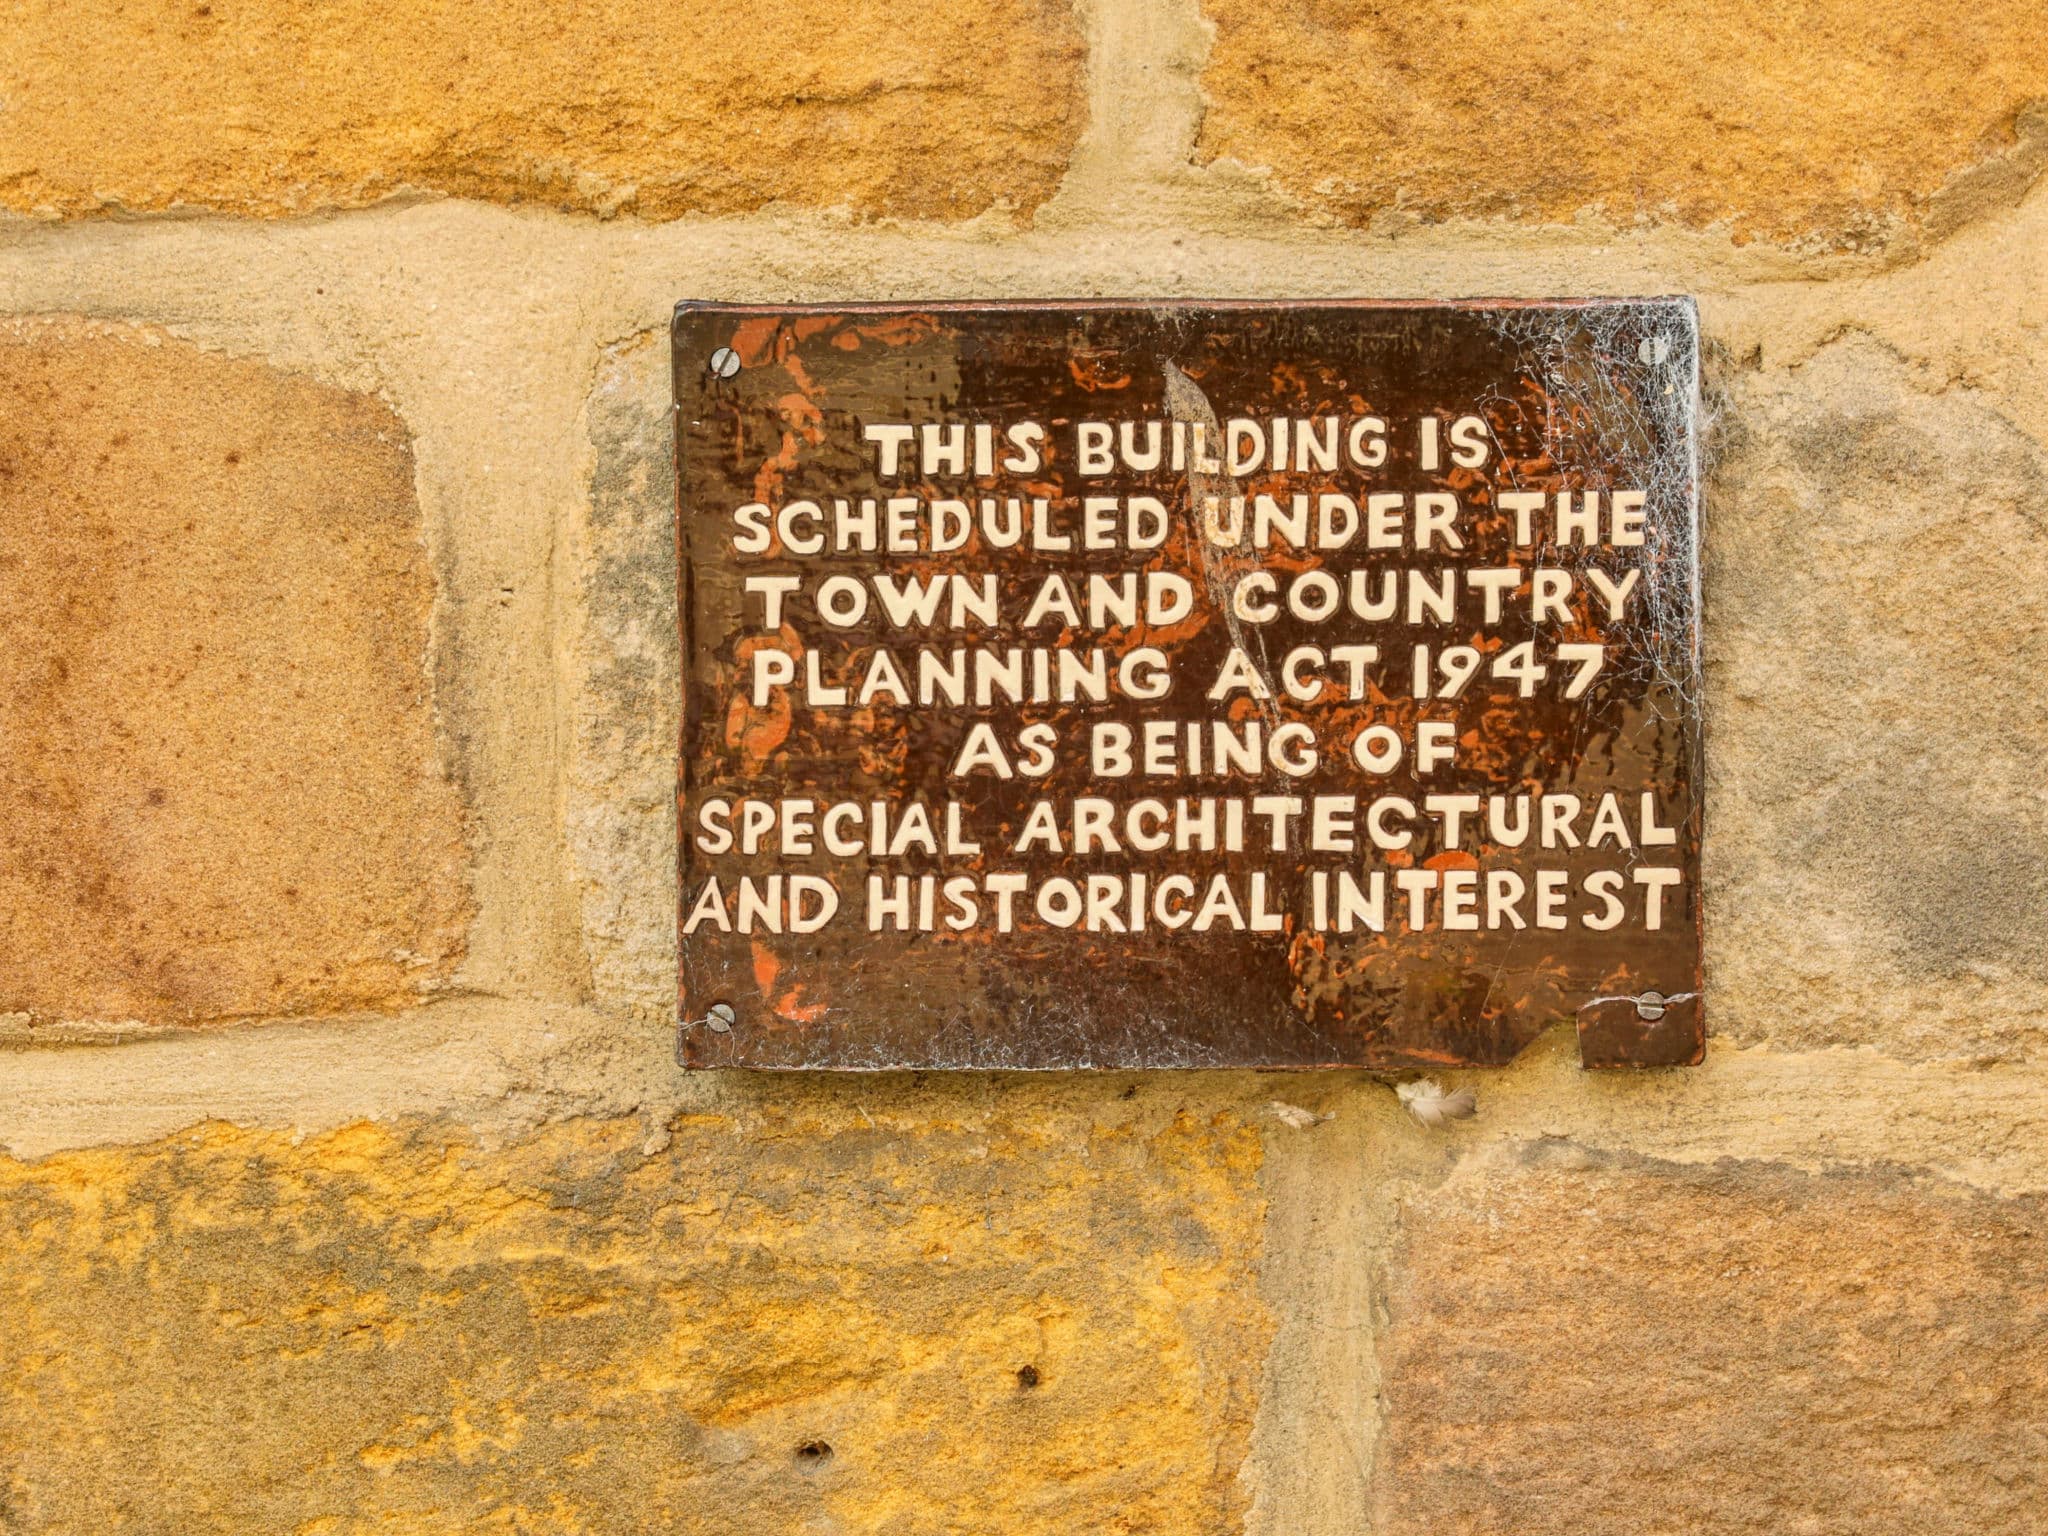 THIS BUILDING IS
SCHEDULED UNDER THE
TOWN AND COUNTRY
PLANNING ACT 1947
AS BEING OF
SPECIAL ARCHITECTURAL
AND HISTORICAL INTEREST